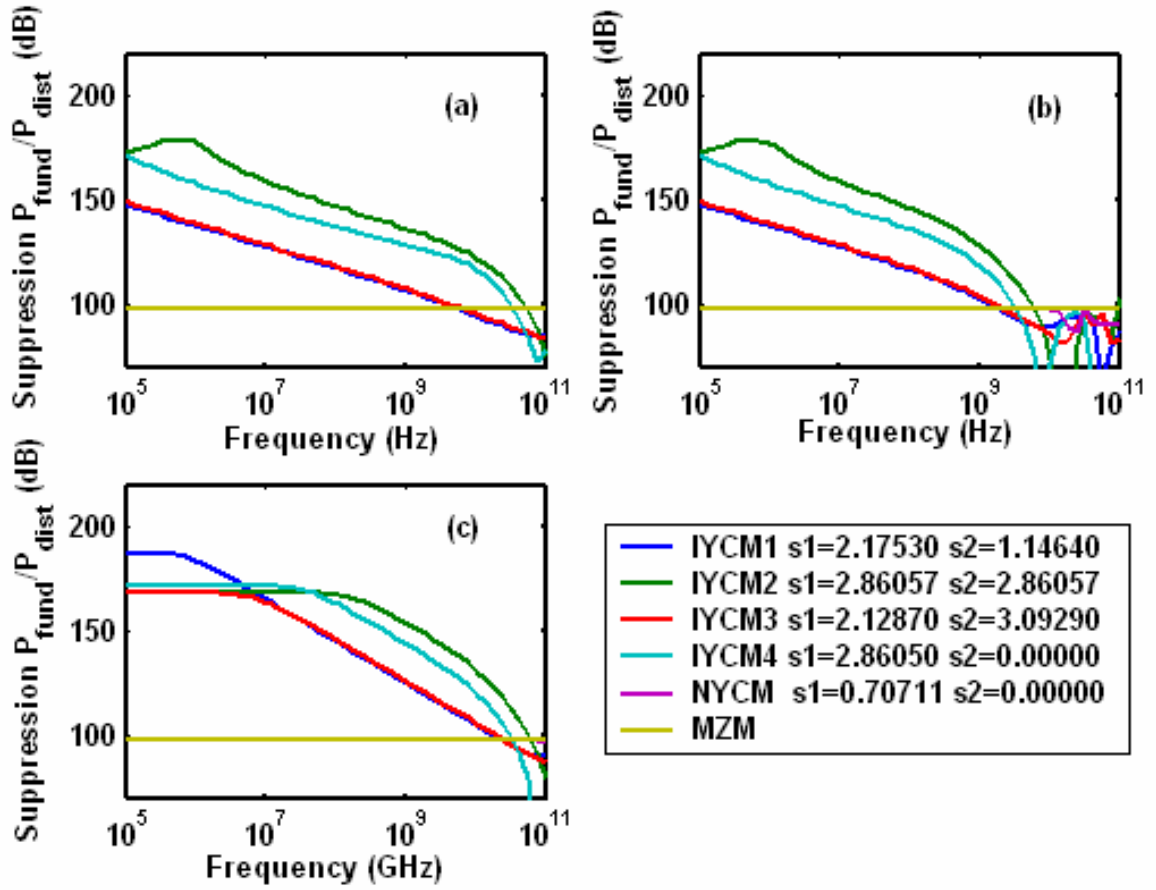 Suppression P_fund/P_dist (dB)
200
150
100
(a)
10^5 10^7 10^9 10^11
Frequency (Hz)
Suppression P_fund/P_dist (dB)
200
150
100
(b)
10^5 10^7 10^9 10^11
Frequency (Hz)
Suppression P_fund/P_dist (dB)
200
150
100
(c)
10^5 10^7 10^9 10^11
Frequency (GHz)
IYCM1 s1=2.17530 s2=1.14640
IYCM2 s1=2.86057 s2=2.86057
IYCM3 s1=2.12870 s2=3.09290
IYCM4 s1=2.86050 s2=0.00000
NYCM s1=0.70711 s2=0.00000
MZM